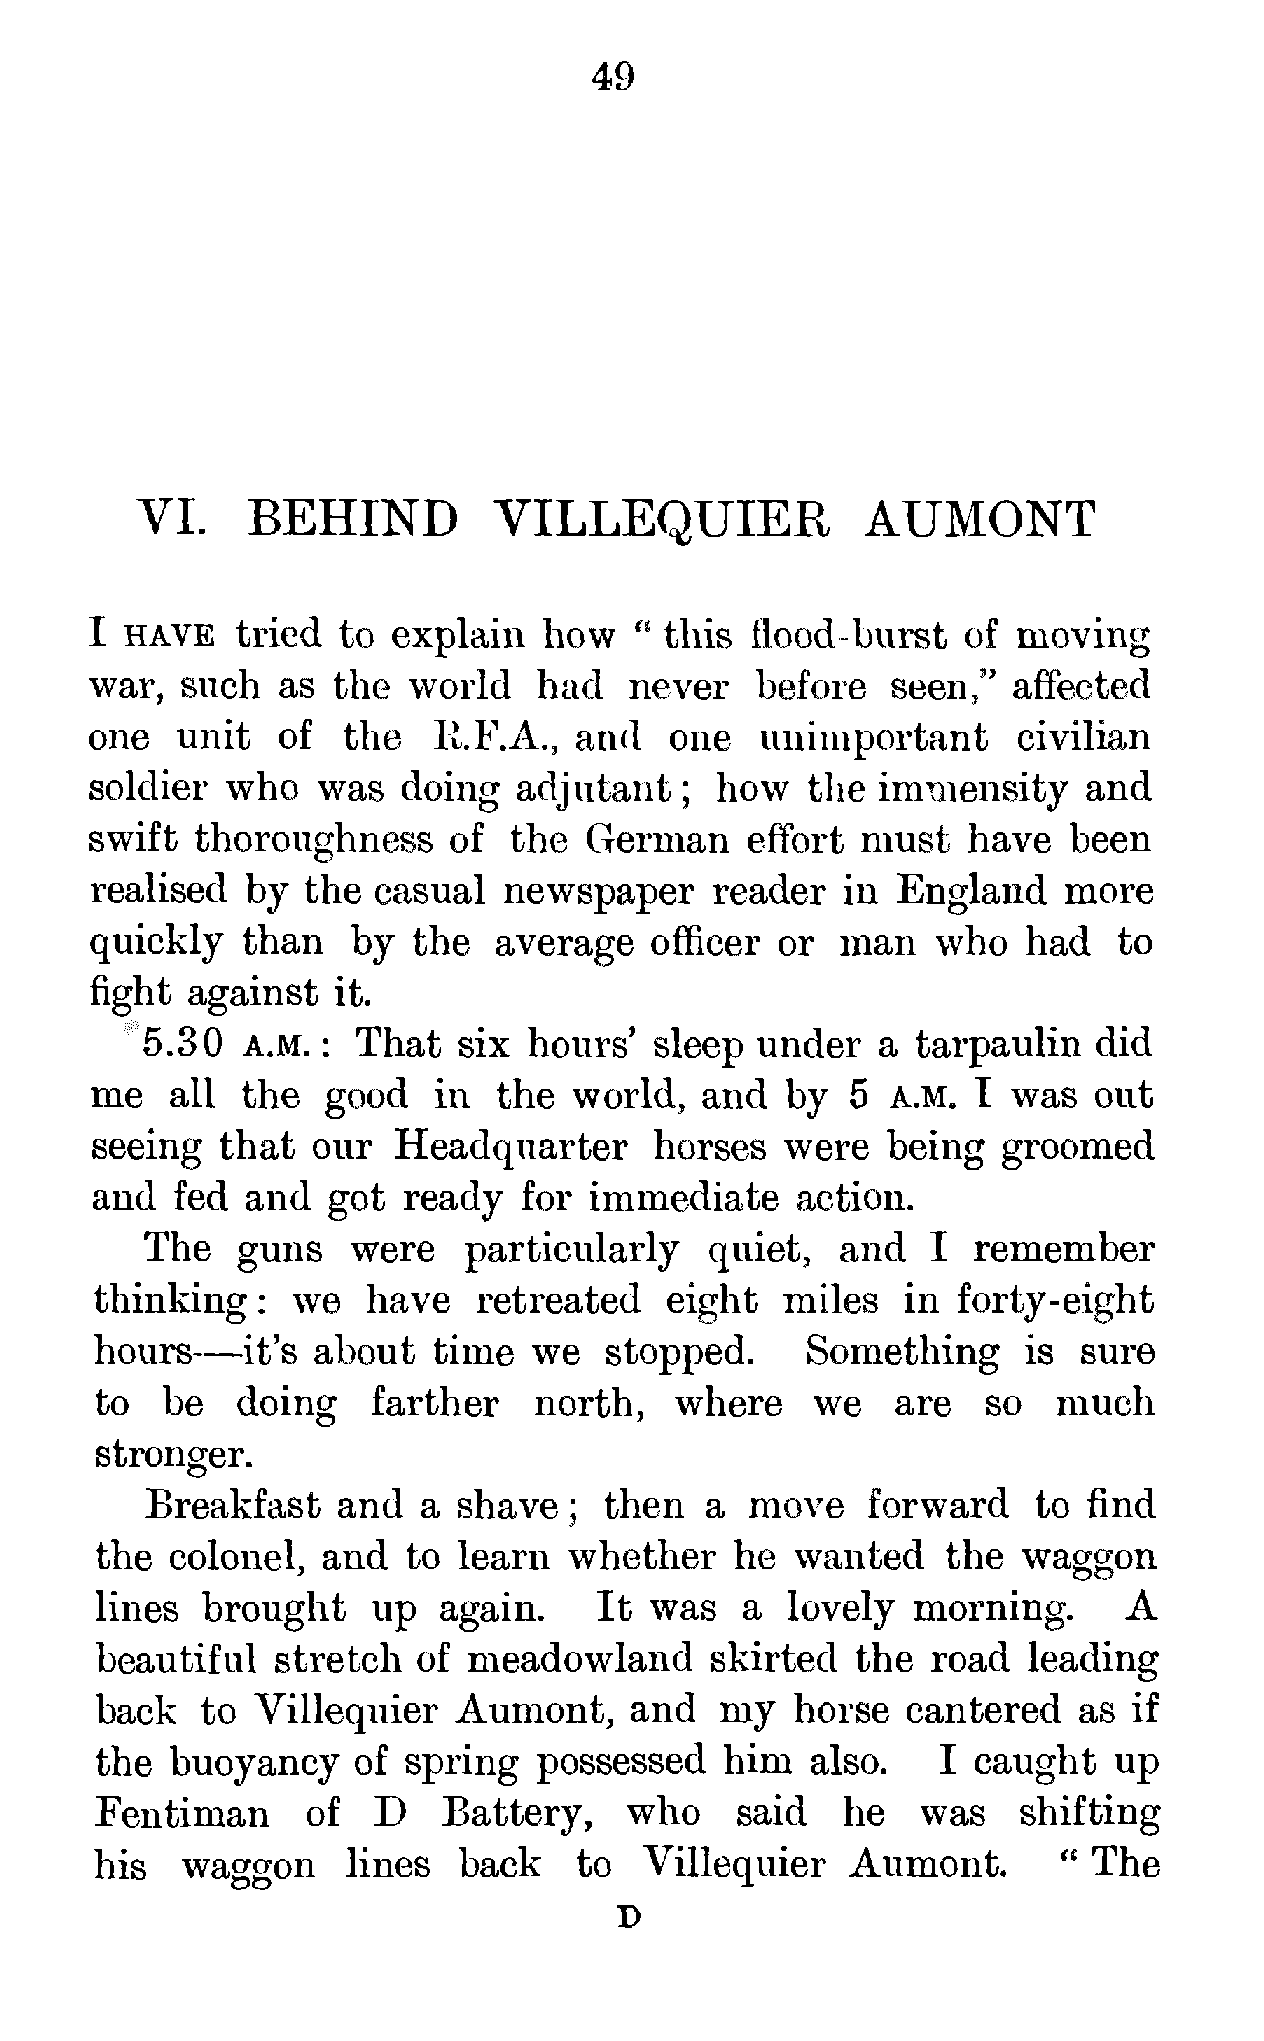 49
VI. BEHIND VILLEQUIER AUMONT
I HAVE tried to explain how “ this flood-burst of moving
war, such as the world had never before seen,” affected
one unit of the R.F.A., and one unimportant civilian
soldier who was doing adjutant ; how the immensity and
swift thoroughness of the German effort must have been
realised by the casual newspaper reader in England more
quickly than by the average officer or man who had to
fight against it.
5.30 A.M. : That six hours’ sleep under a tarpaulin did
me all the good in the world, and by 5 A.M. I was out
seeing that our Headquarter horses were being groomed
and fed and got ready for immediate action.
The guns were particularly quiet, and I remember
thinking : we have retreated eight miles in forty-eight
hours—it’s about time we stopped. Something is sure
to be doing farther north, where we are so much
stronger.
Breakfast and a shave ; then a move forward to find
the colonel, and to learn whether he wanted the waggon
lines brought up again. It was a lovely morning. A
beautiful stretch of meadowland skirted the road leading
back to Villequier Aumont, and my horse cantered as if
the buoyancy of spring possessed him also. I caught up
Fentiman of D Battery, who said he was shifting
his waggon lines back to Villequier Aumont. “ The
D